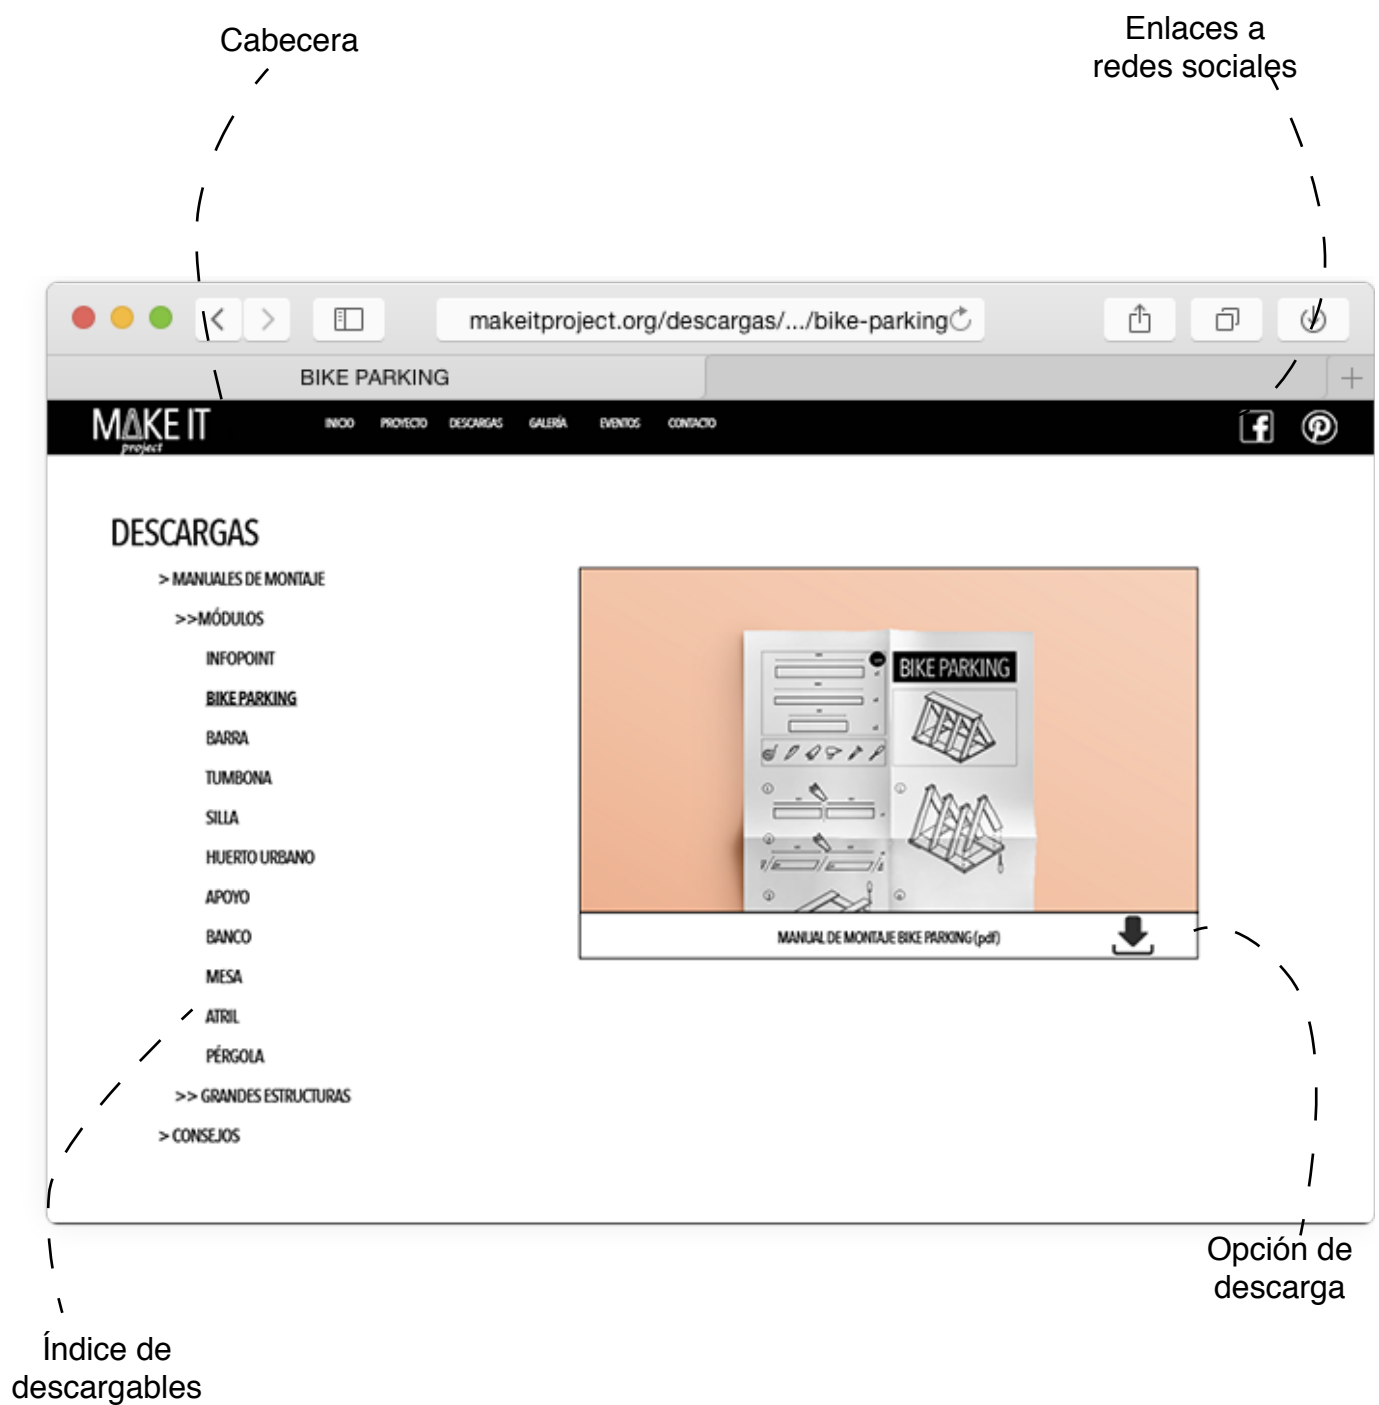 Cabecera
Enlaces a
redes sociales
makeitproject.org/descargas/.../bike-parking
BIKE PARKING
MAKE IT
project
INICIO PROYECTO DESCARGAS GALERÍA EVENTOS CONTACTO
DESCARGAS
> MANUALES DE MONTAJE
>>MÓDULOS
INFOPOINT
BIKE PARKING
BARRA
TUMBONA
SILLA
HUERTO URBANO
APOYO
BANCO
MESA
ATRIL
PÉRGOLA
>> GRANDES ESTRUCTURAS
> CONSEJOS
BIKE PARKING
MANUAL DE MONTAJE BIKE PARKING (pdf)
Opción de
descarga
Índice de
descargables